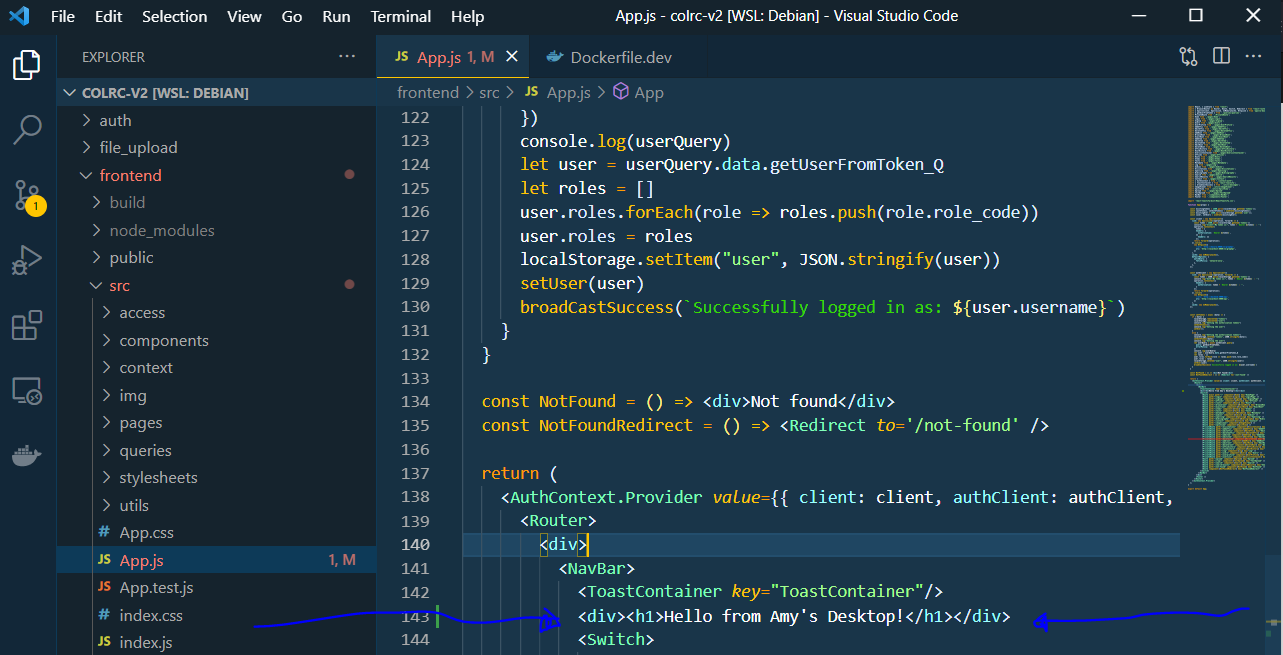 File Edit Selection View Go Run Terminal Help App.js - colrc-v2 [WSL: Debian] - Visual Studio Code
EXPLORER ···
JS App.js 1, M Dockerfile.dev ···
COLRC-V2 [WSL: DEBIAN]
auth
file_upload
frontend
build
node_modules
public
src
access
components
context
img
pages
queries
stylesheets
utils
# App.css
JS App.js 1, M
JS App.test.js
# index.css
JS index.js
1
frontend > src > JS App.js > App
122 })
123 console.log(userQuery)
124 let user = userQuery.data.getUserFromToken_Q
125 let roles = []
126 user.roles.forEach(role => roles.push(role.role_code))
127 user.roles = roles
128 localStorage.setItem("user", JSON.stringify(user))
129 setUser(user)
130 broadCastSuccess(`Successfully logged in as: ${user.username}`)
131 }
132 }
133
134 const NotFound = () => <div>Not found</div>
135 const NotFoundRedirect = () => <Redirect to='/not-found' />
136
137 return (
138 <AuthContext.Provider value={{ client: client, authClient: authClient,
139 <Router>
140 <div>
141 <NavBar>
142 <ToastContainer key="ToastContainer"/>
143 <div><h1>Hello from Amy's Desktop!</h1></div>
144 <Switch>